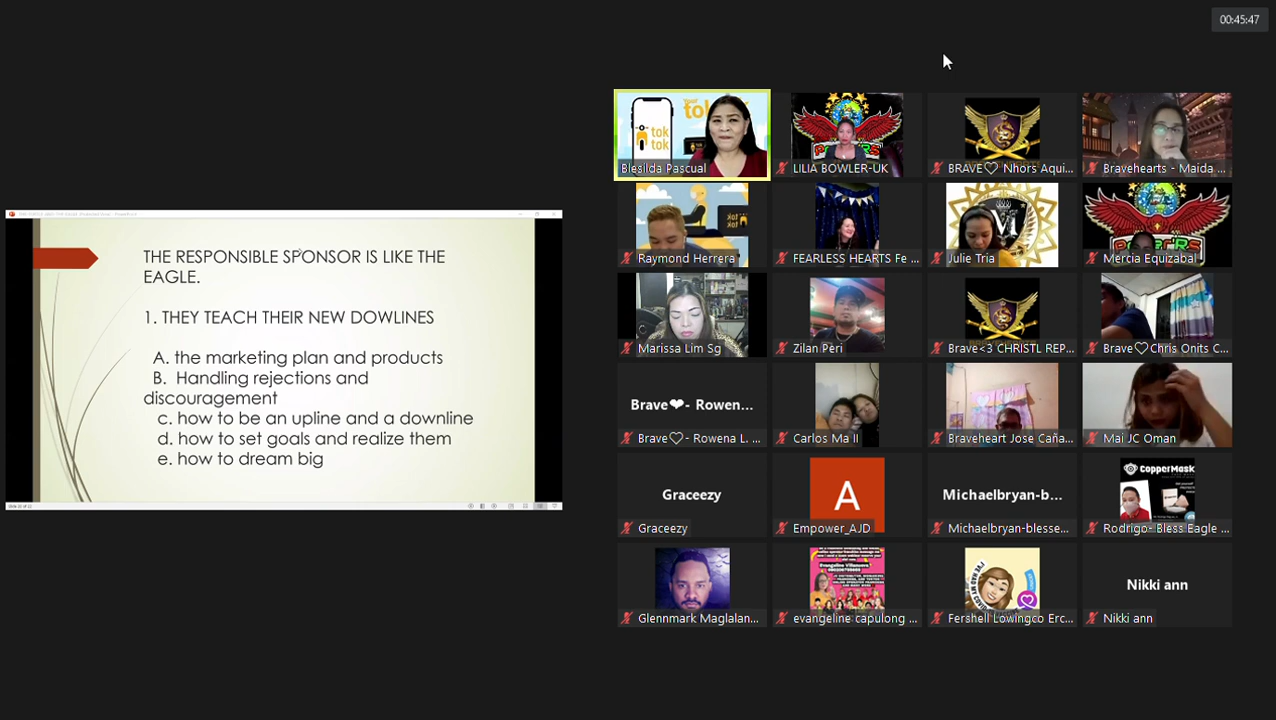 00:45:47
THE RESPONSIBLE SPONSOR IS LIKE THE
EAGLE.
1. THEY TEACH THEIR NEW DOWLINES
A. the marketing plan and products
B. Handling rejections and
discouragement
c. how to be an upline and a downline
d. how to set goals and realize them
e. how to dream big
tok
tok
Blesilda Pascual
LILIA BOWLER-UK
BRAVE♡ Nhors Aqui...
Bravehearts - Maida ...
Raymond Herrera
FEARLESS HEARTS Fe ...
Julie Tria
Mercia Equizabal
Marissa Lim Sg
Zilan Peri
Brave<3 CHRISTL REP...
Brave♡Chris Onits C...
Brave❤- Rowen...
Brave♡- Rowena L. ...
Carlos Ma II
Braveheart Jose Caña...
Mai JC Oman
Graceezy
Graceezy
A
Empower_AJD
Michaelbryan-b...
Michaelbryan-blesse...
COPPERMASK
Rodrigo- Bless Eagle ...
Glennmark Maglalan...
Evangeline Villanueva
evangeline capulong ...
Fershell Lowingco Erc...
Nikki ann
Nikki ann